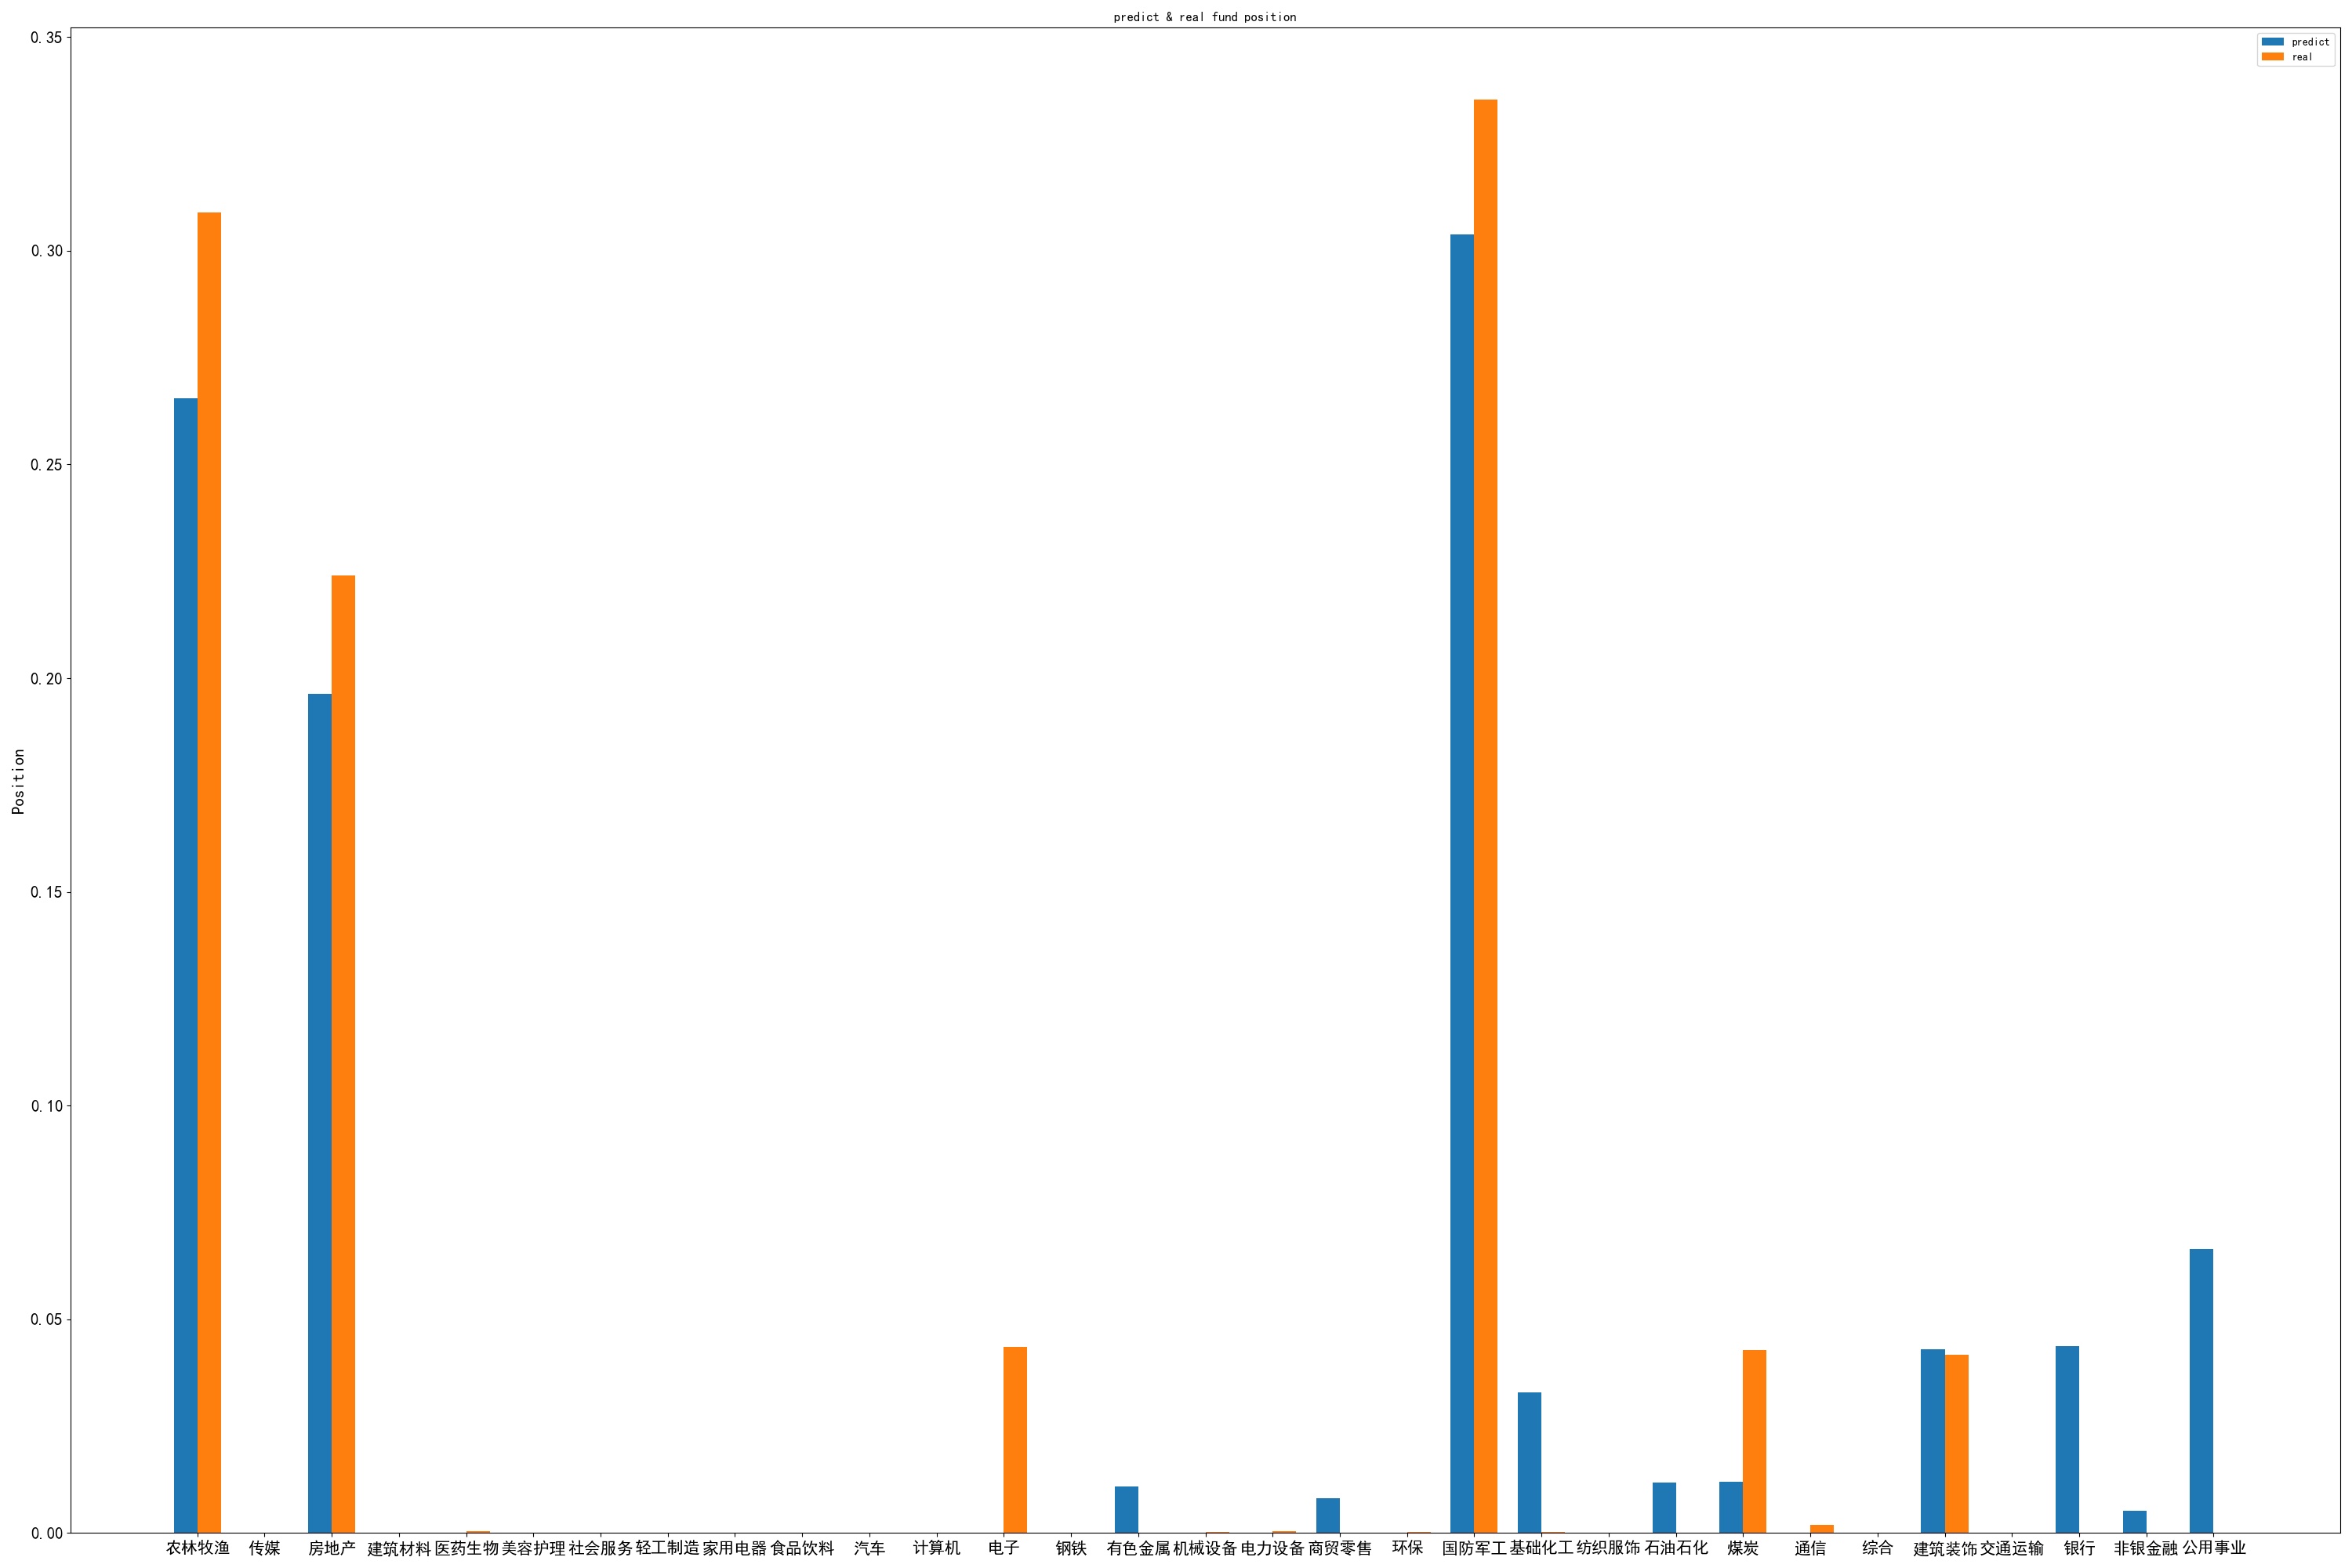 predict & real fund position
predict
real
Position
0.35
0.30
0.25
0.20
0.15
0.10
0.05
0.00
农林牧渔 传媒 房地产 建筑材料 医药生物 美容护理 社会服务 轻工制造 家用电器 食品饮料 汽车 计算机 电子 钢铁 有色金属 机械设备 电力设备 商贸零售 环保 国防军工 基础化工 纺织服饰 石油石化 煤炭 通信 综合 建筑装饰 交通运输 银行 非银金融 公用事业